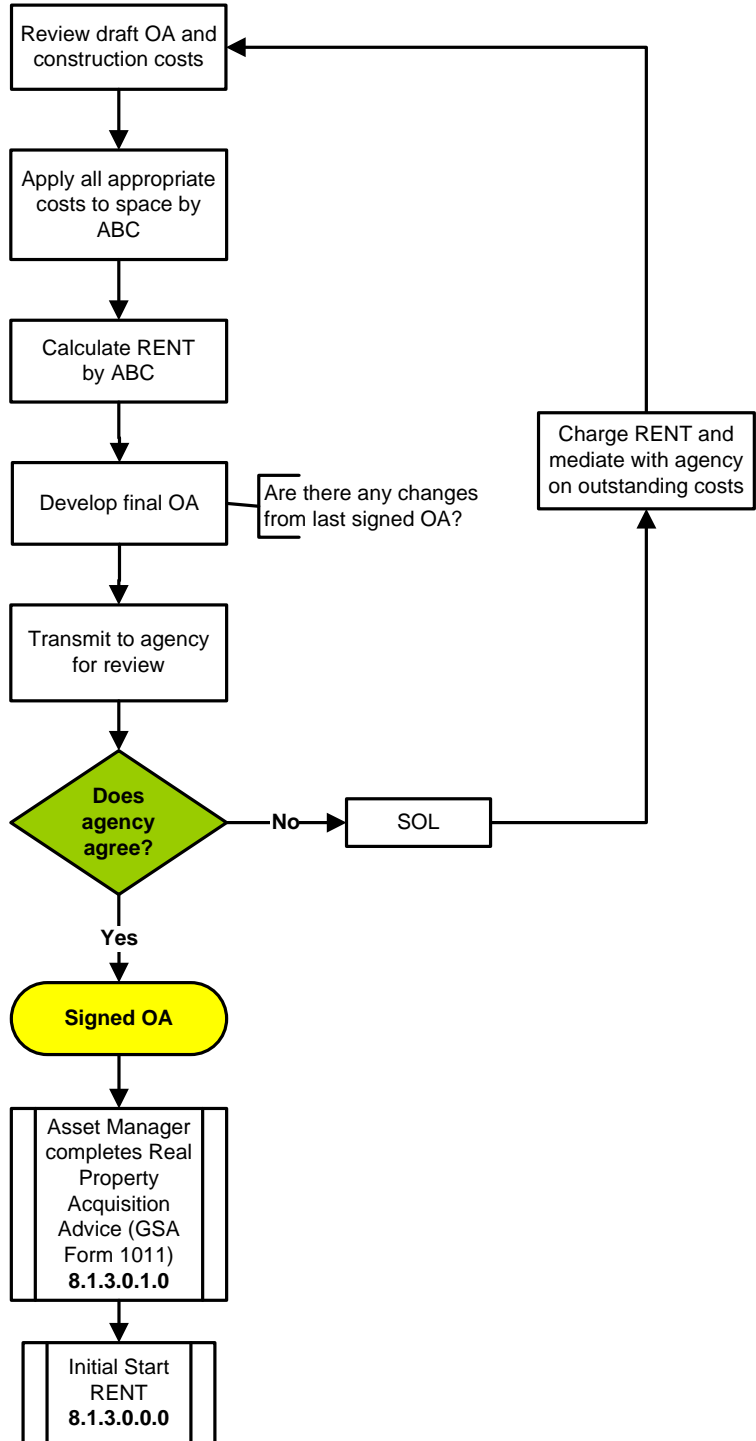 Review draft OA and
construction costs
Apply all appropriate
costs to space by
ABC
Calculate RENT
by ABC
Develop final OA
Are there any changes
from last signed OA?
Charge RENT and
mediate with agency
on outstanding costs
Transmit to agency
for review
Does
agency
agree?
No
SOL
Yes
Signed OA
Asset Manager
completes Real
Property
Acquisition
Advice (GSA
Form 1011)
8.1.3.0.1.0
Initial Start
RENT
8.1.3.0.0.0